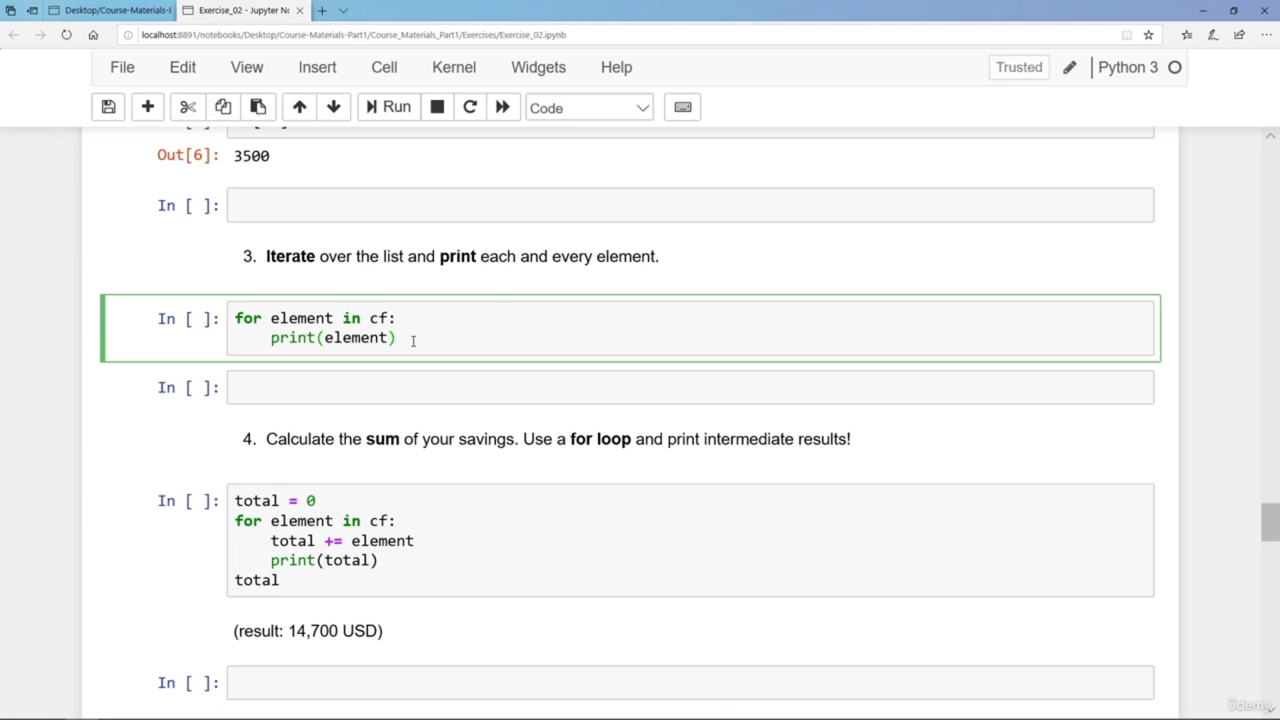 Desktop/Course-Materials-
Exercise_02 - Jupyter No
localhost:8891/notebooks/Desktop/Course-Materials-Part1/Course_Materials_Part1/Exercises/Exercise_02.ipynb
File Edit View Insert Cell Kernel Widgets Help Trusted Python 3
Run Code
Out[6]: 3500
In [ ]:
3. Iterate over the list and print each and every element.
In [ ]: for element in cf:
print(element)
In [ ]:
4. Calculate the sum of your savings. Use a for loop and print intermediate results!
In [ ]: total = 0
for element in cf:
total += element
print(total)
total
(result: 14,700 USD)
In [ ]:
Udemy